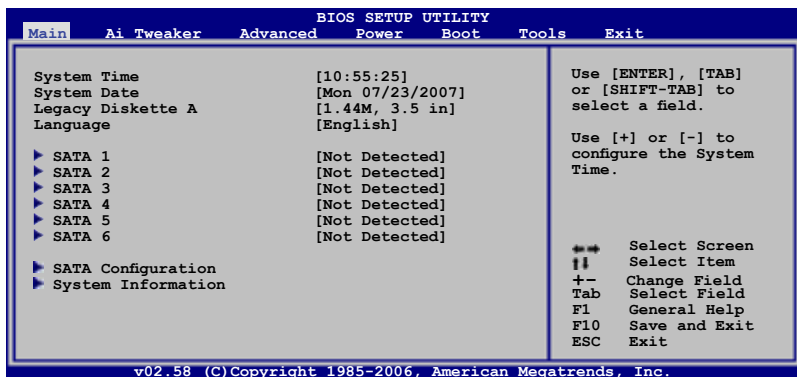 BIOS SETUP UTILITY
Main Ai Tweaker Advanced Power Boot Tools Exit
System Time [10:55:25]
System Date [Mon 07/23/2007]
Legacy Diskette A [1.44M, 3.5 in]
Language [English]
SATA 1 [Not Detected]
SATA 2 [Not Detected]
SATA 3 [Not Detected]
SATA 4 [Not Detected]
SATA 5 [Not Detected]
SATA 6 [Not Detected]
SATA Configuration
System Information
Use [ENTER], [TAB]
or [SHIFT-TAB] to
select a field.
Use [+] or [-] to
configure the System
Time.
Select Screen
Select Item
+- Change Field
Tab Select Field
F1 General Help
F10 Save and Exit
ESC Exit
v02.58 (C)Copyright 1985-2006, American Megatrends, Inc.